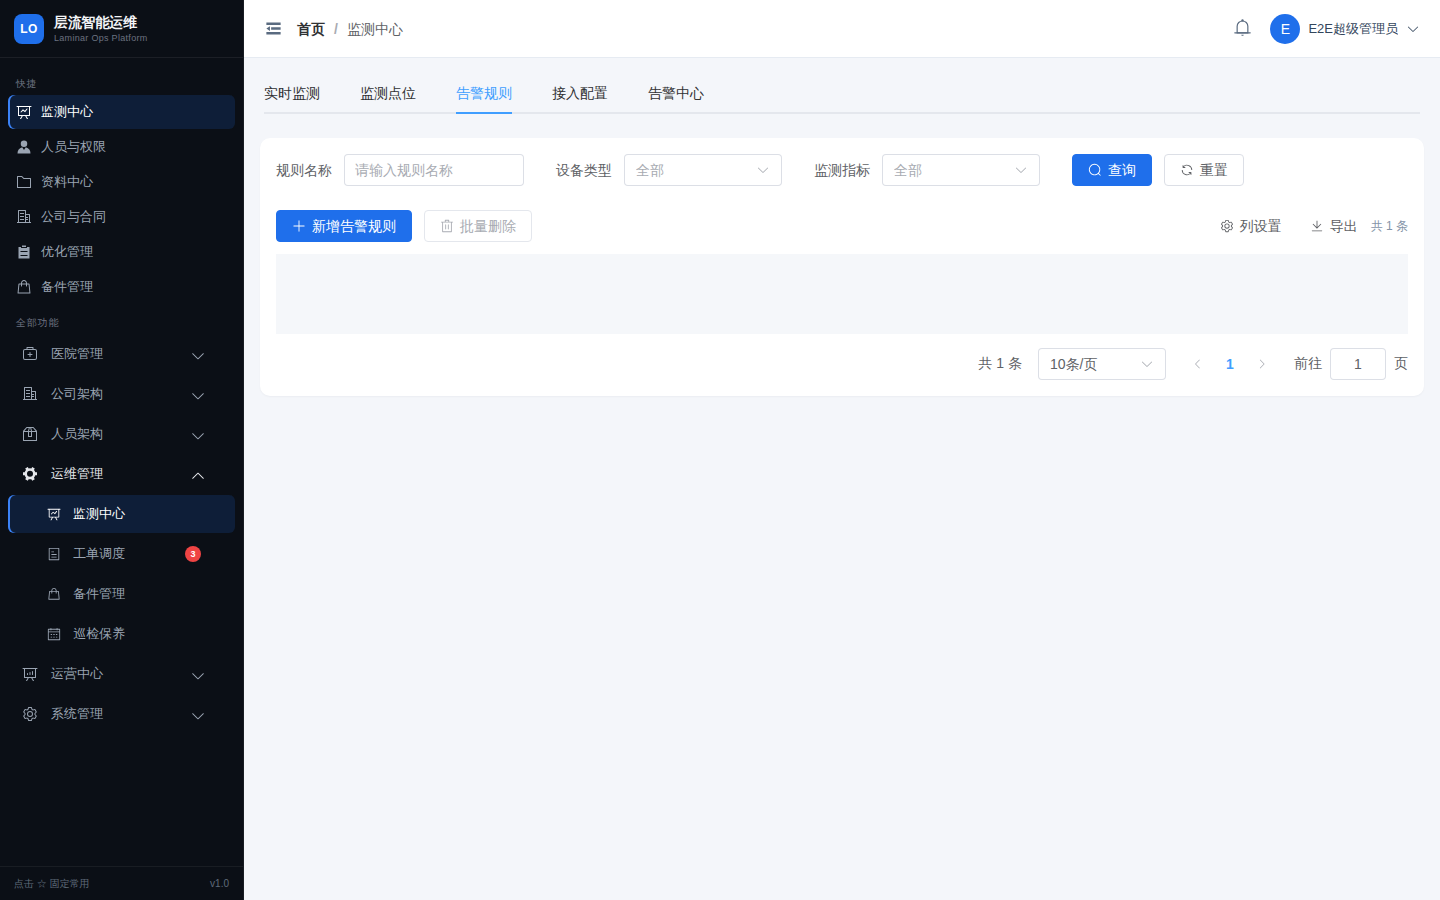 LO 层流智能运维
Laminar Ops Platform
快捷
监测中心
人员与权限
资料中心
公司与合同
优化管理
备件管理
全部功能
医院管理
公司架构
人员架构
运维管理
监测中心
工单调度 3
备件管理
巡检保养
运营中心
系统管理
点击 ☆ 固定常用 v1.0
首页 / 监测中心 E E2E超级管理员
实时监测 监测点位 告警规则 接入配置 告警中心
规则名称 请输入规则名称 设备类型 全部 监测指标 全部 查询 重置
新增告警规则 批量删除 列设置 导出 共 1 条
共 1 条 10条/页 1 前往 1 页